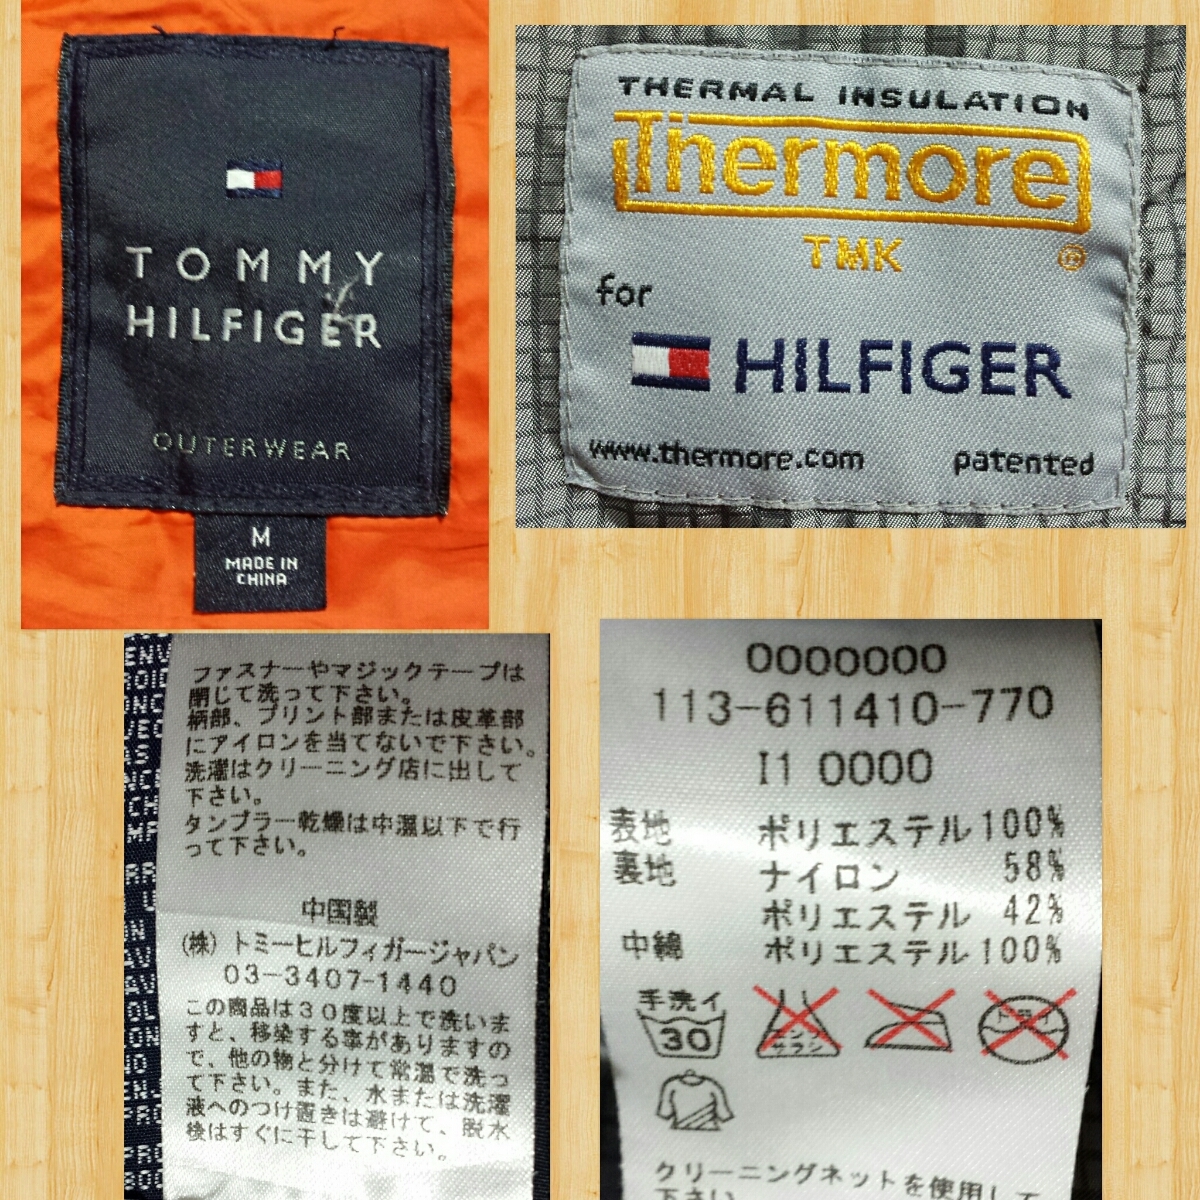 TOMMY
HILFIGER
OUTERWEAR
M
MADE IN
CHINA
THERMAL INSULATION
Thermore
TMK ®
for
HILFIGER
www.thermore.com patented
ファスナーやマジックテープは
閉じて洗って下さい。
柄部、プリント部または皮革部
にアイロンを当てないで下さい。
洗濯はクリーニング店に出して
下さい。
タンブラー乾燥は中温以下で行
って下さい。
中国製
(株)トミーヒルフィガージャパン
03-3407-1440
この商品は30度以上で洗いま
すと、移染する事がありますの
で、他の物と分けて常温で洗っ
て下さい。また、水または洗濯
液へのつけ置きは避けて、脱水
後はすぐに干して下さい。
0000000
113-611410-770
I1 0000
表地 ポリエステル100%
裏地 ナイロン 58%
ポリエステル 42%
中綿 ポリエステル100%
手洗イ
30
エンソ
サラシ
ドライ
クリーニングネットを使用して
下さい